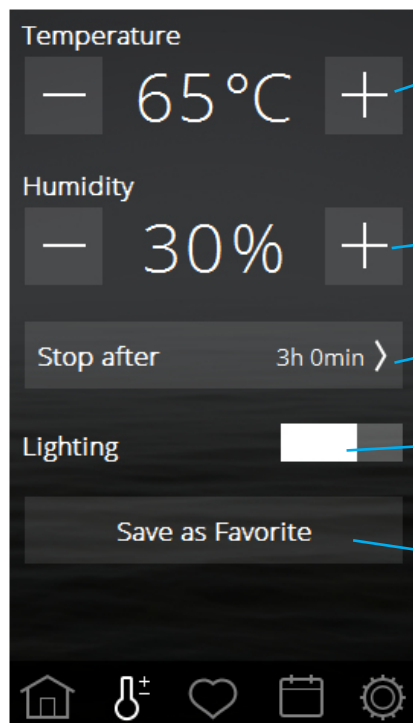 Temperature
65°C
Humidity
30%
Stop after 3h 0min
Lighting
Save as Favorite